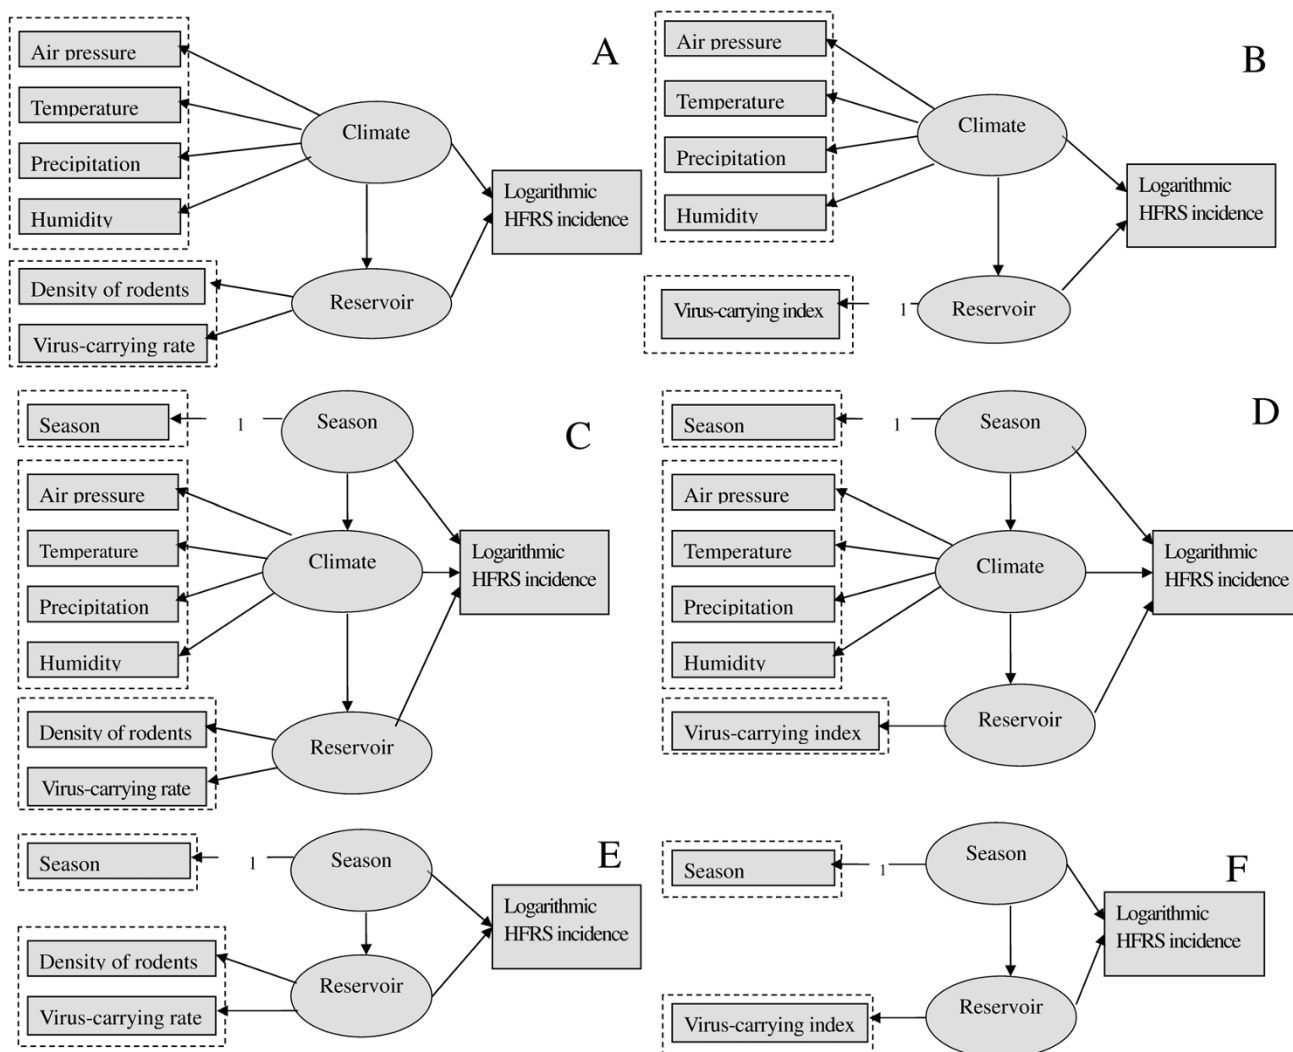 A
Air pressure
Temperature
Precipitation
Humidity
Climate
Logarithmic
HFRS incidence
Density of rodents
Virus-carrying rate
Reservoir
B
Air pressure
Temperature
Precipitation
Humidity
Climate
Logarithmic
HFRS incidence
Virus-carrying index
1
Reservoir
C
Season
1
Season
Air pressure
Temperature
Precipitation
Humidity
Climate
Logarithmic
HFRS incidence
Density of rodents
Virus-carrying rate
Reservoir
D
Season
1
Season
Air pressure
Temperature
Precipitation
Humidity
Climate
Logarithmic
HFRS incidence
Virus-carrying index
Reservoir
E
Season
1
Season
Logarithmic
HFRS incidence
Density of rodents
Virus-carrying rate
Reservoir
F
Season
1
Season
Logarithmic
HFRS incidence
Virus-carrying index
Reservoir